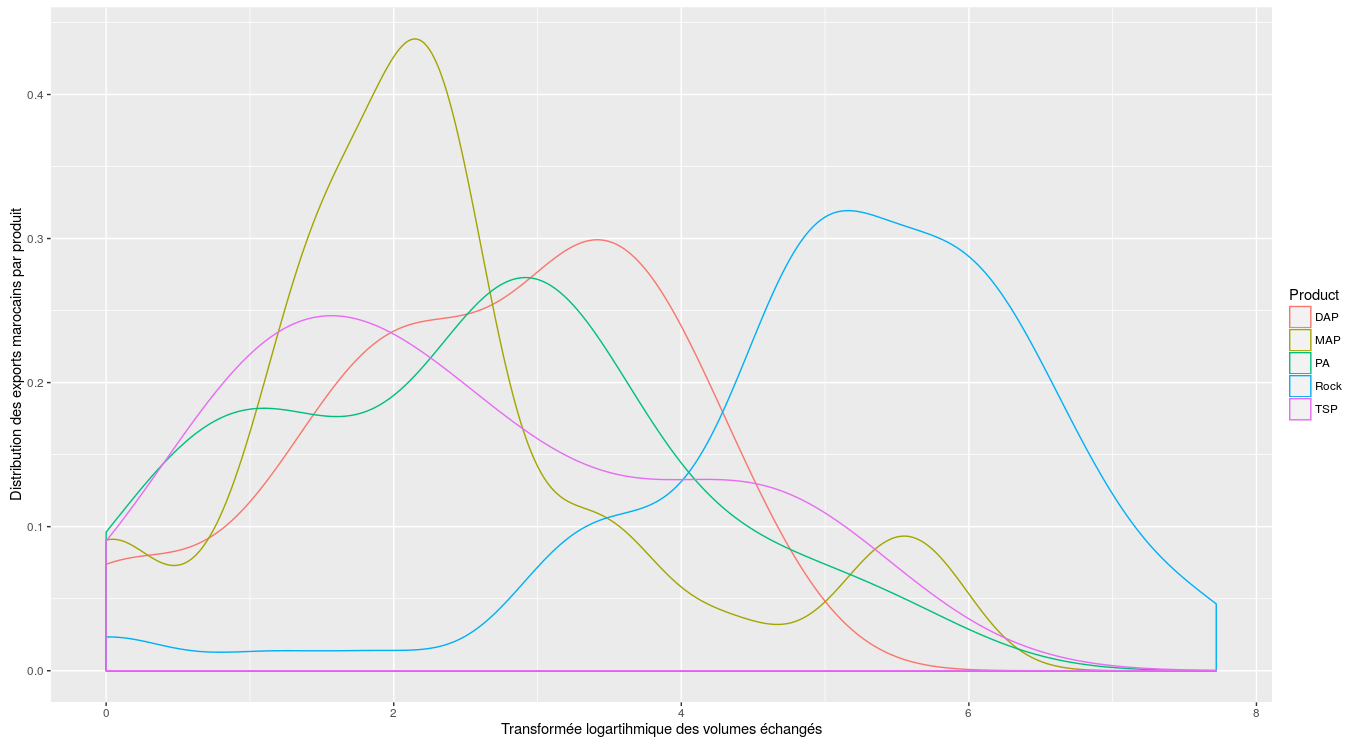 Distribution des exports marocains par produit
0.4
0.3
0.2
0.1
0.0
0 2 4 6 8
Transformée logartihmique des volumes échangés
Product
DAP
MAP
PA
Rock
TSP